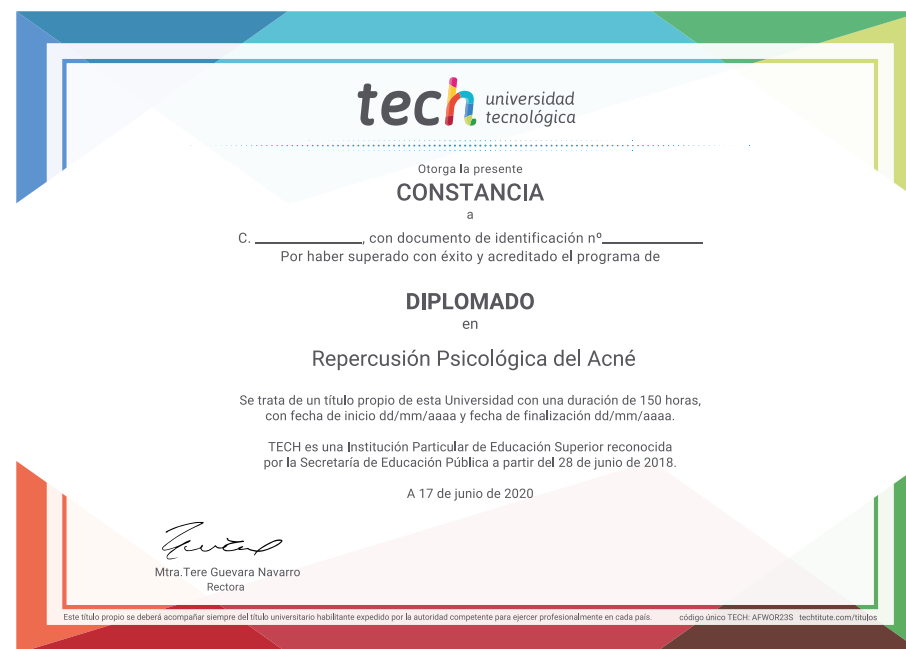 tech universidad
tecnológica
Otorga la presente
CONSTANCIA
a
C. ____________, con documento de identificación nº____________
Por haber superado con éxito y acreditado el programa de
DIPLOMADO
en
Repercusión Psicológica del Acné
Se trata de un título propio de esta Universidad con una duración de 150 horas,
con fecha de inicio dd/mm/aaaa y fecha de finalización dd/mm/aaaa.
TECH es una Institución Particular de Educación Superior reconocida
por la Secretaría de Educación Pública a partir del 28 de junio de 2018.
A 17 de junio de 2020
Mtra.Tere Guevara Navarro
Rectora
Este título propio se deberá acompañar siempre del título universitario habilitante expedido por la autoridad competente para ejercer profesionalmente en cada país. código único TECH: AFWOR23S techtitute.com/titulos